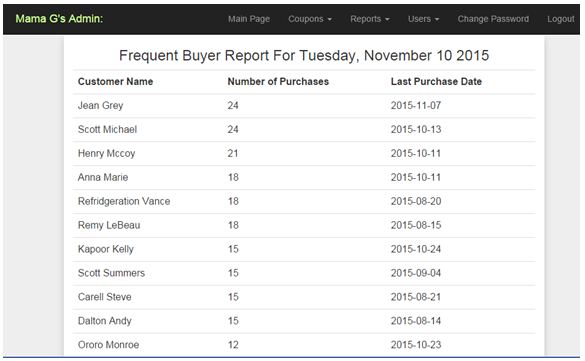 Mama G's Admin: Main Page Coupons Reports Users Change Password Logout
Frequent Buyer Report For Tuesday, November 10 2015
Customer Name Number of Purchases Last Purchase Date
Jean Grey 24 2015-11-07
Scott Michael 24 2015-10-13
Henry Mccoy 21 2015-10-11
Anna Marie 18 2015-10-11
Refridgeration Vance 18 2015-08-20
Remy LeBeau 18 2015-08-15
Kapoor Kelly 15 2015-10-24
Scott Summers 15 2015-09-04
Carell Steve 15 2015-08-21
Dalton Andy 15 2015-08-14
Ororo Monroe 12 2015-10-23